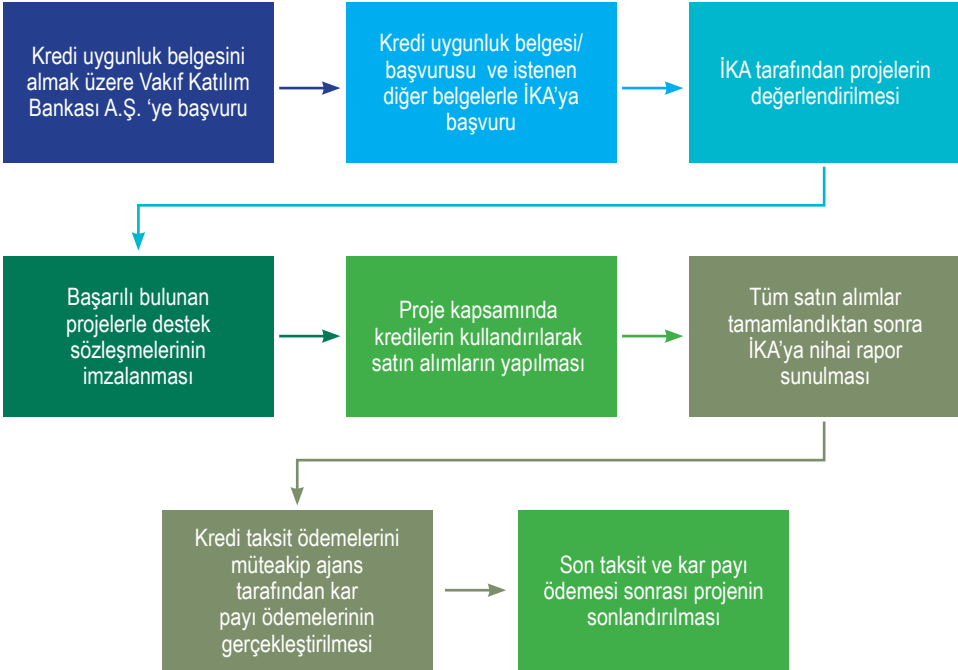 Kredi uygunluk belgesini
almak üzere Vakıf Katılım
Bankası A.Ş. ‘ye başvuru
Kredi uygunluk belgesi/
başvurusu ve istenen
diğer belgelerle İKA’ya
başvuru
İKA tarafından projelerin
değerlendirilmesi
Başarılı bulunan
projelerle destek
sözleşmelerinin
imzalanması
Proje kapsamında
kredilerin kullandırılarak
satın alımların yapılması
Tüm satın alımlar
tamamlandıktan sonra
İKA’ya nihai rapor
sunulması
Kredi taksit ödemelerini
müteakip ajans
tarafından kar
payı ödemelerinin
gerçekleştirilmesi
Son taksit ve kar payı
ödemesi sonrası projenin
sonlandırılması